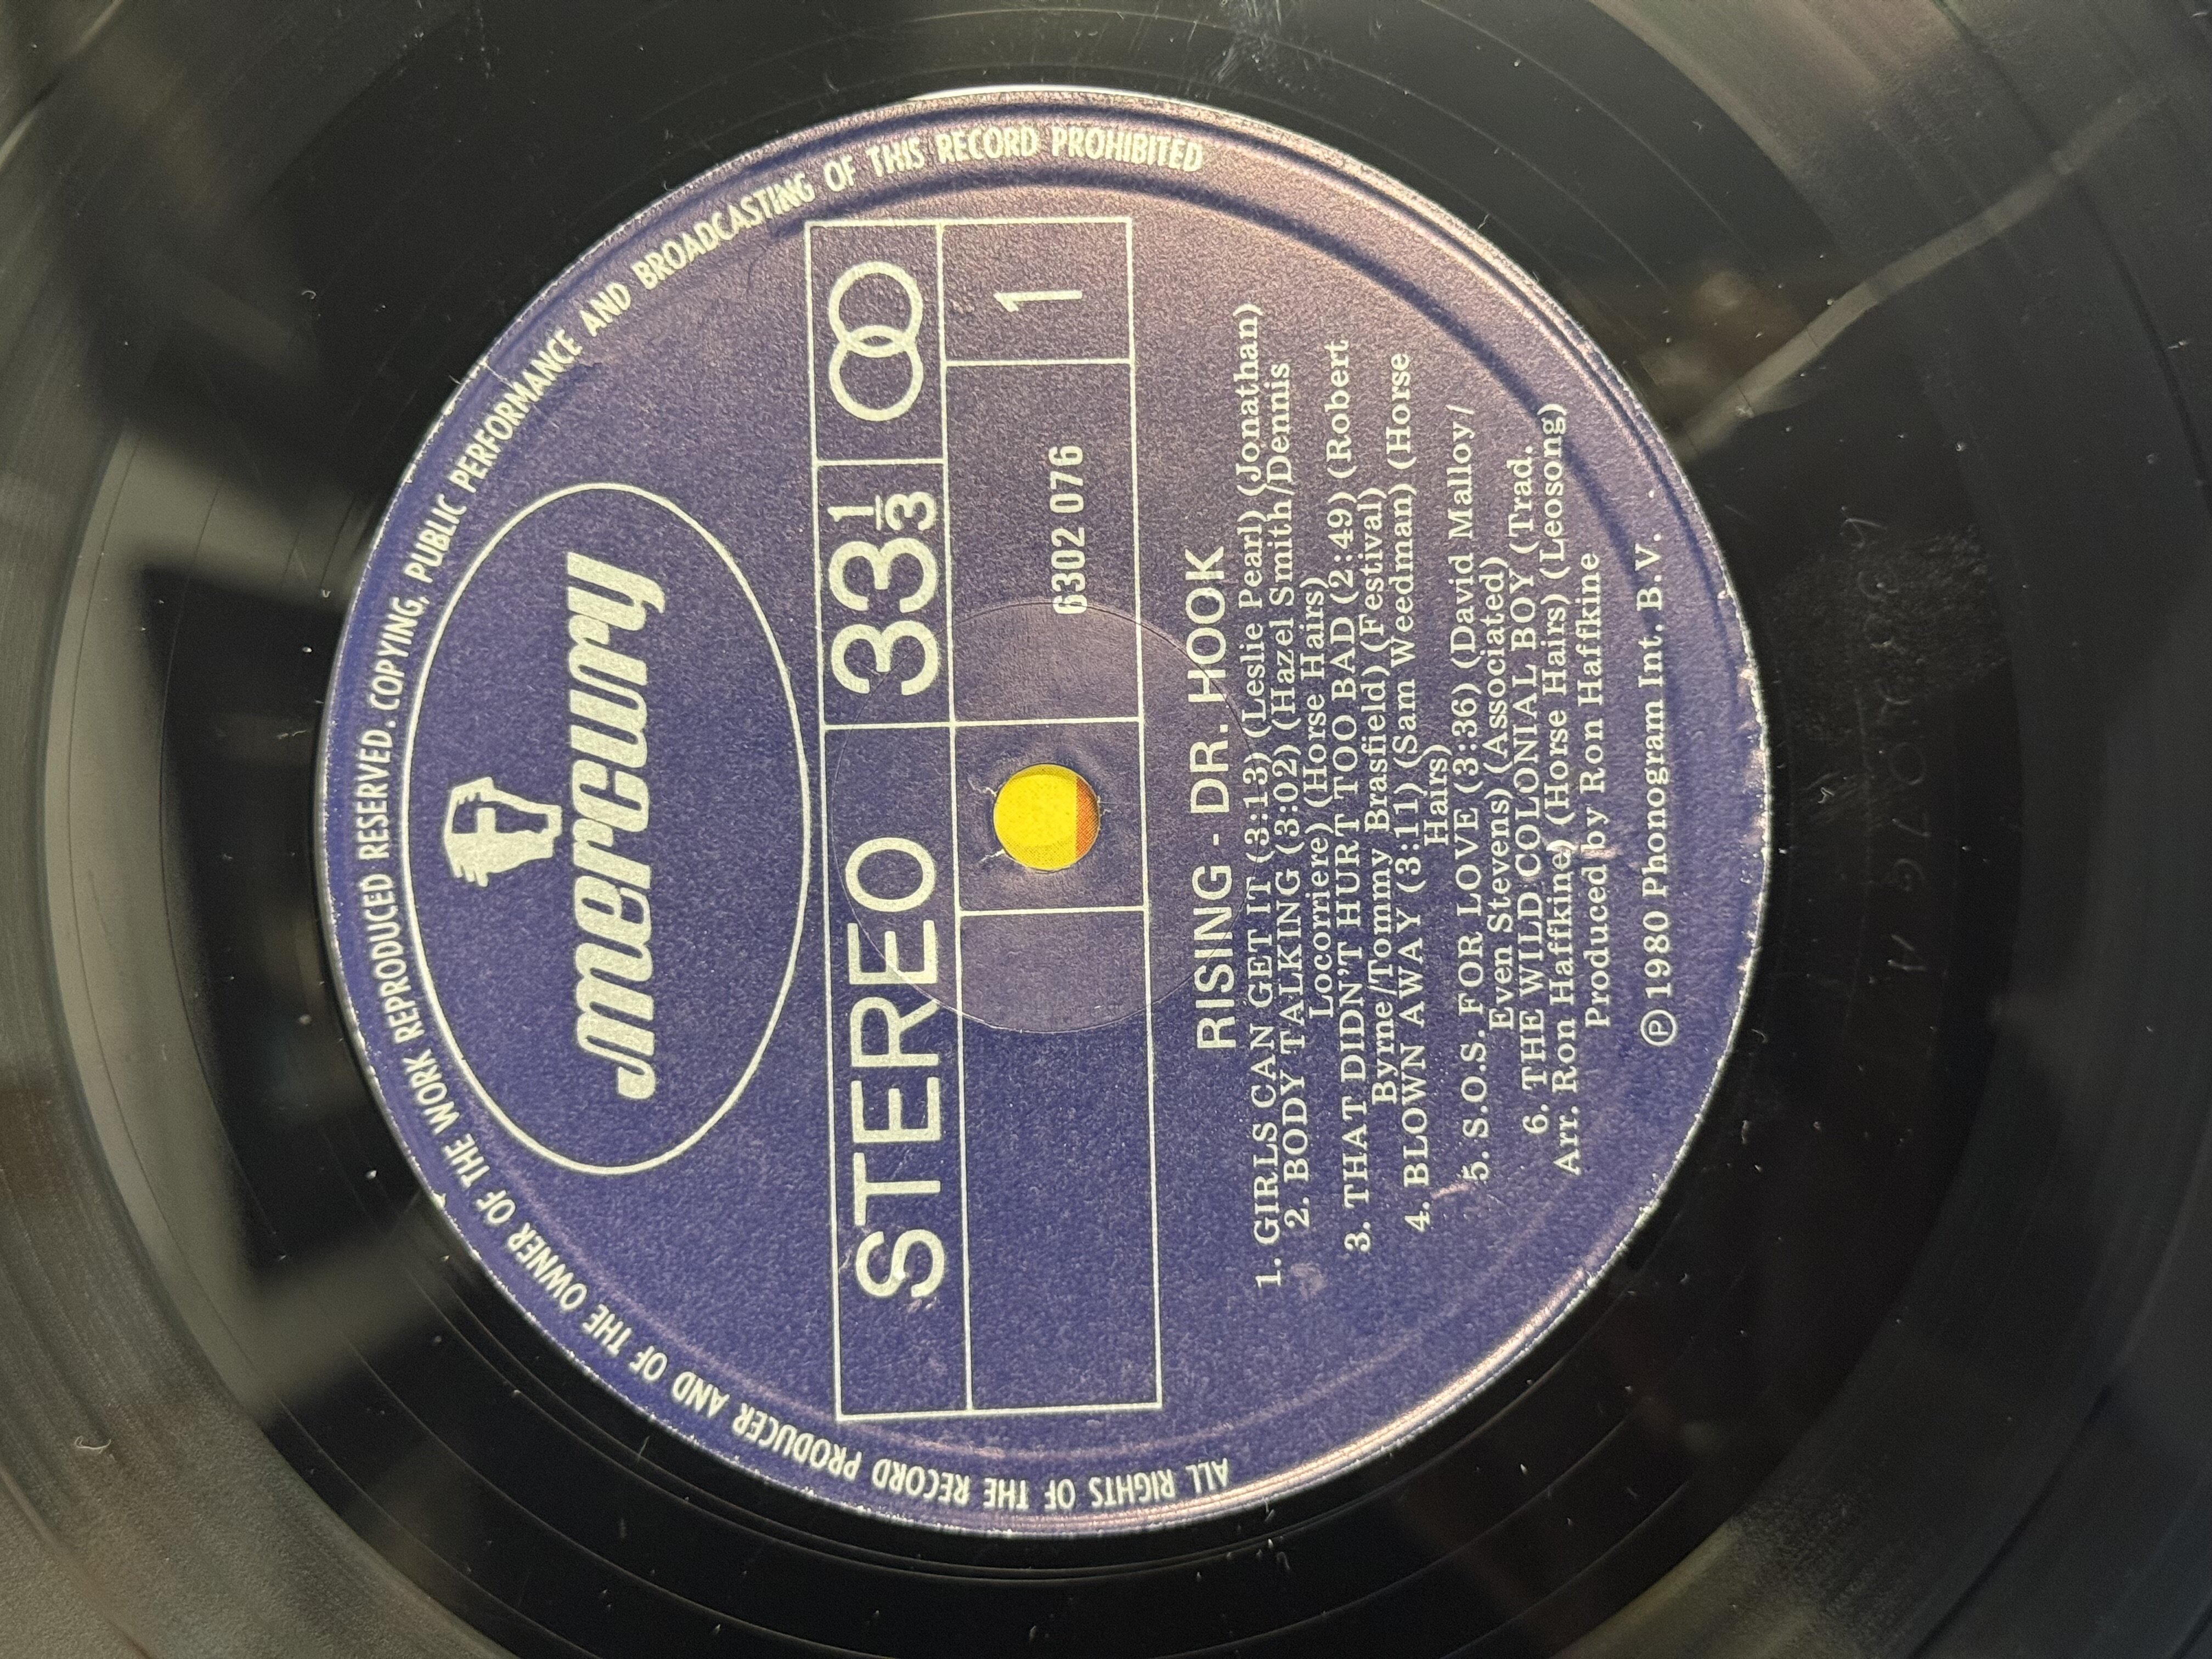 ALL RIGHTS OF THE RECORD PRODUCER AND OF THE OWNER OF THE WORK REPRODUCED RESERVED. COPYING, PUBLIC PERFORMANCE AND BROADCASTING OF THIS RECORD PROHIBITED
mercury
STEREO 33 1/3
6302 076 1
RISING - DR. HOOK
1. GIRLS CAN GET IT (3:13) (Leslie Pearl) (Jonathan)
2. BODY TALKING (3:02) (Hazel Smith/Dennis
Locorriere) (Horse Hairs)
3. THAT DIDN'T HURT TOO BAD (2:49) (Robert
Byrne/Tommy Brasfield) (Festival)
4. BLOWN AWAY (3:11) (Sam Weedman) (Horse
Hairs)
5. S.O.S. FOR LOVE (3:36) (David Malloy/
Even Stevens) (Associated)
6. THE WILD COLONIAL BOY (Trad.
Arr. Ron Haffkine) (Horse Hairs) (Leosong)
Produced by Ron Haffkine
Ⓟ 1980 Phonogram Int. B.V.